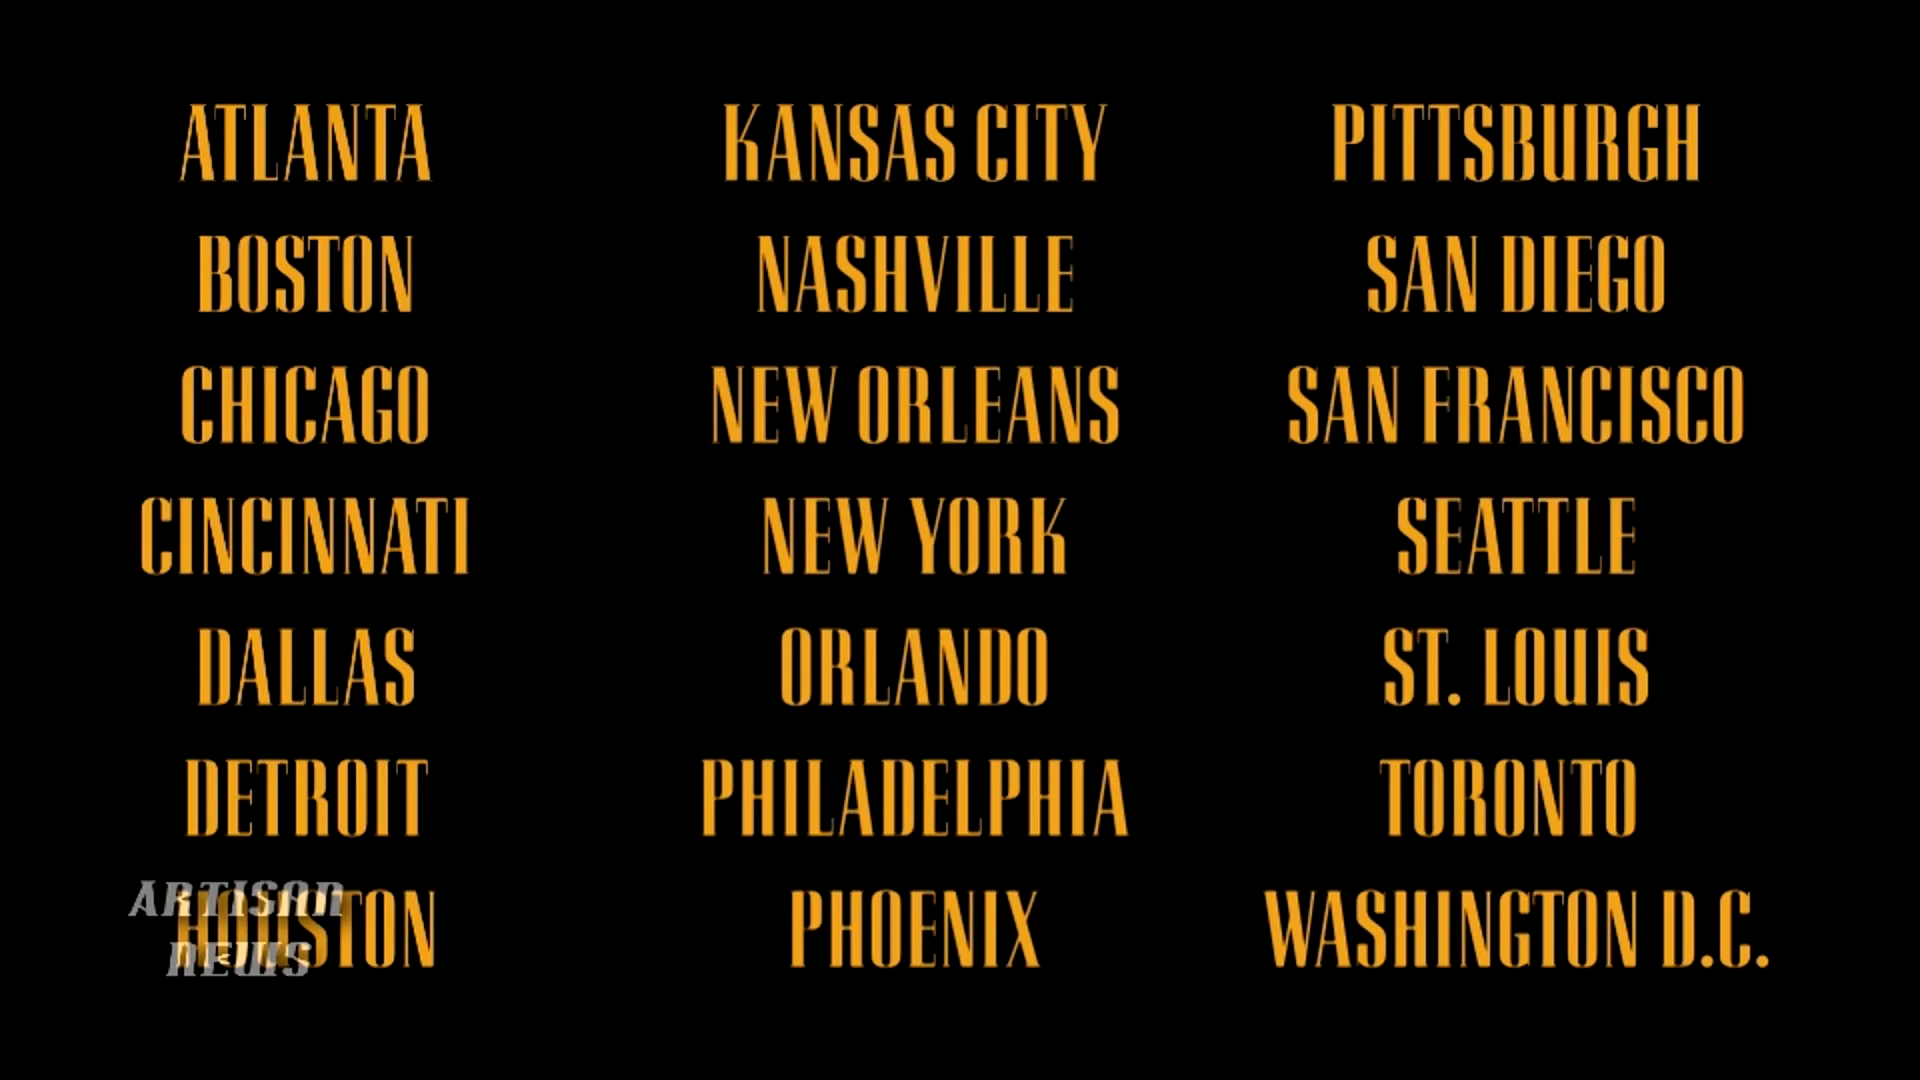 ATLANTA
BOSTON
CHICAGO
CINCINNATI
DALLAS
DETROIT
HOUSTON
KANSAS CITY
NASHVILLE
NEW ORLEANS
NEW YORK
ORLANDO
PHILADELPHIA
PHOENIX
PITTSBURGH
SAN DIEGO
SAN FRANCISCO
SEATTLE
ST. LOUIS
TORONTO
WASHINGTON D.C.
ARTISAN
NEWS